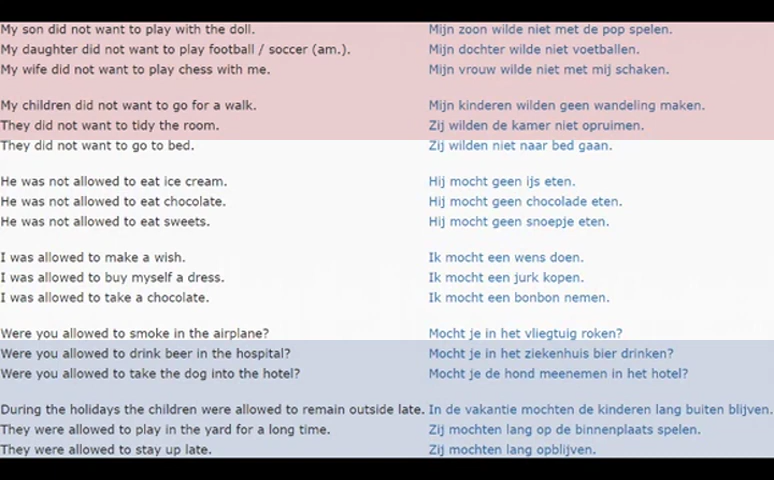 My son did not want to play with the doll. Mijn zoon wilde niet met de pop spelen.
My daughter did not want to play football / soccer (am.). Mijn dochter wilde niet voetballen.
My wife did not want to play chess with me. Mijn vrouw wilde niet met mij schaken.
My children did not want to go for a walk. Mijn kinderen wilden geen wandeling maken.
They did not want to tidy the room. Zij wilden de kamer niet opruimen.
They did not want to go to bed. Zij wilden niet naar bed gaan.
He was not allowed to eat ice cream. Hij mocht geen ijs eten.
He was not allowed to eat chocolate. Hij mocht geen chocolade eten.
He was not allowed to eat sweets. Hij mocht geen snoepje eten.
I was allowed to make a wish. Ik mocht een wens doen.
I was allowed to buy myself a dress. Ik mocht een jurk kopen.
I was allowed to take a chocolate. Ik mocht een bonbon nemen.
Were you allowed to smoke in the airplane? Mocht je in het vliegtuig roken?
Were you allowed to drink beer in the hospital? Mocht je in het ziekenhuis bier drinken?
Were you allowed to take the dog into the hotel? Mocht je de hond meenemen in het hotel?
During the holidays the children were allowed to remain outside late. In de vakantie mochten de kinderen lang buiten blijven.
They were allowed to play in the yard for a long time. Zij mochten lang op de binnenplaats spelen.
They were allowed to stay up late. Zij mochten lang opblijven.